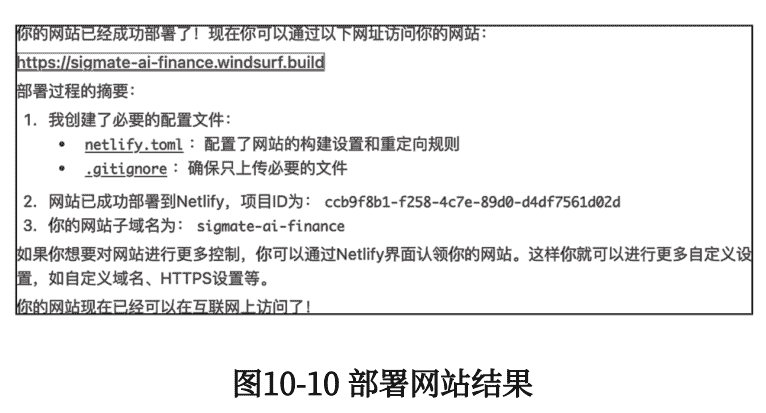 你的网站已经成功部署了！现在你可以通过以下网址访问你的网站：
https://sigmate-ai-finance.windsurf.build
部署过程的摘要：
1. 我创建了必要的配置文件：
• netlify.toml： 配置了网站的构建设置和重定向规则
• .gitignore： 确保只上传必要的文件
2. 网站已成功部署到Netlify，项目ID为： ccb9f8b1-f258-4c7e-89d0-d4df7561d02d
3. 你的网站子域名为： sigmate-ai-finance
如果你想要对网站进行更多控制，你可以通过Netlify界面认领你的网站。这样你就可以进行更多自定义设
置，如自定义域名、HTTPS设置等。
你的网站现在已经可以在互联网上访问了！
图10-10 部署网站结果